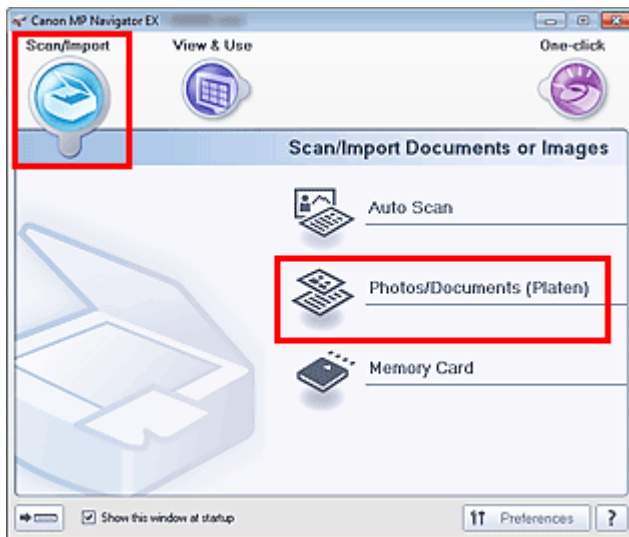 Canon MP Navigator EX
Scan/Import View & Use One-click
Scan/Import Documents or Images
Auto Scan
Photos/Documents (Platen)
Memory Card
Show this window at startup
Preferences ?